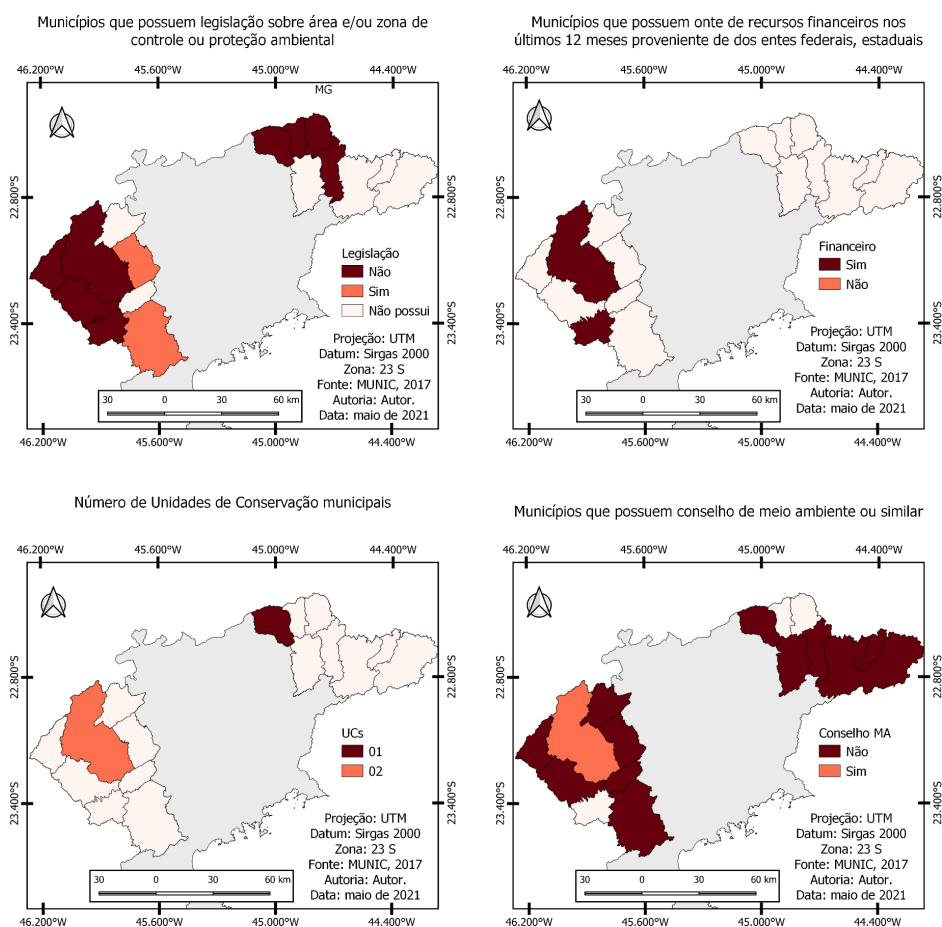 Municípios que possuem legislação sobre área e/ou zona de
controle ou proteção ambiental
46.200°W 45.600°W 45.000°W 44.400°W
MG
22.800°S
23.400°S
22.800°S
23.400°S
Legislação
Não
Sim
Não possui
Projeção: UTM
Datum: Sirgas 2000
Zona: 23 S
Fonte: MUNIC, 2017
Autoria: Autor.
Data: maio de 2021
30 0 30 60 km
46.200°W 45.600°W 45.000°W 44.400°W
Municípios que possuem onte de recursos financeiros nos
últimos 12 meses proveniente de dos entes federais, estaduais
46.200°W 45.600°W 45.000°W 44.400°W
22.800°S
23.400°S
22.800°S
23.400°S
Financeiro
Sim
Não
Projeção: UTM
Datum: Sirgas 2000
Zona: 23 S
Fonte: MUNIC, 2017
Autoria: Autor.
Data: maio de 2021
30 0 30 60 km
46.200°W 45.600°W 45.000°W 44.400°W
Número de Unidades de Conservação municipais
46.200°W 45.600°W 45.000°W 44.400°W
22.800°S
23.400°S
22.800°S
23.400°S
UCs
01
02
Projeção: UTM
Datum: Sirgas 2000
Zona: 23 S
Fonte: MUNIC, 2017
Autoria: Autor.
Data: maio de 2021
30 0 30 60 km
46.200°W 45.600°W 45.000°W 44.400°W
Municípios que possuem conselho de meio ambiente ou similar
46.200°W 45.600°W 45.000°W 44.400°W
22.800°S
23.400°S
22.800°S
23.400°S
Conselho MA
Não
Sim
Projeção: UTM
Datum: Sirgas 2000
Zona: 23 S
Fonte: MUNIC, 2017
Autoria: Autor.
Data: maio de 2021
30 0 30 60 km
46.200°W 45.600°W 45.000°W 44.400°W